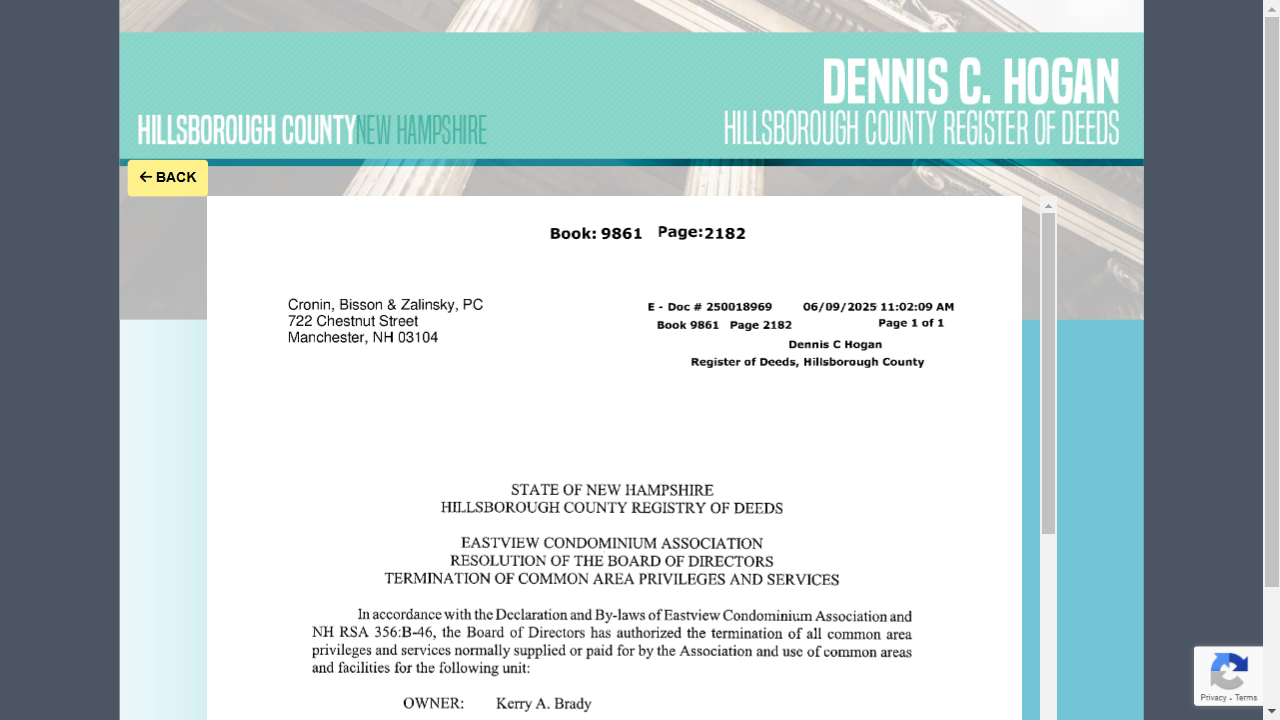 DENNIS C. HOGAN
HILLSBOROUGH COUNTY NEW HAMPSHIRE
HILLSBOROUGH COUNTY REGISTER OF DEEDS
← BACK
Book: 9861 Page:2182
Cronin, Bisson & Zalinsky, PC
722 Chestnut Street
Manchester, NH 03104
E - Doc # 250018969 06/09/2025 11:02:09 AM
Book 9861 Page 2182 Page 1 of 1
Dennis C Hogan
Register of Deeds, Hillsborough County
STATE OF NEW HAMPSHIRE
HILLSBOROUGH COUNTY REGISTRY OF DEEDS
EASTVIEW CONDOMINIUM ASSOCIATION
RESOLUTION OF THE BOARD OF DIRECTORS
TERMINATION OF COMMON AREA PRIVILEGES AND SERVICES
In accordance with the Declaration and By-laws of Eastview Condominium Association and
NH RSA 356:B-46, the Board of Directors has authorized the termination of all common area
privileges and services normally supplied or paid for by the Association and use of common areas
and facilities for the following unit:
OWNER: Kerry A. Brady
Privacy - Terms